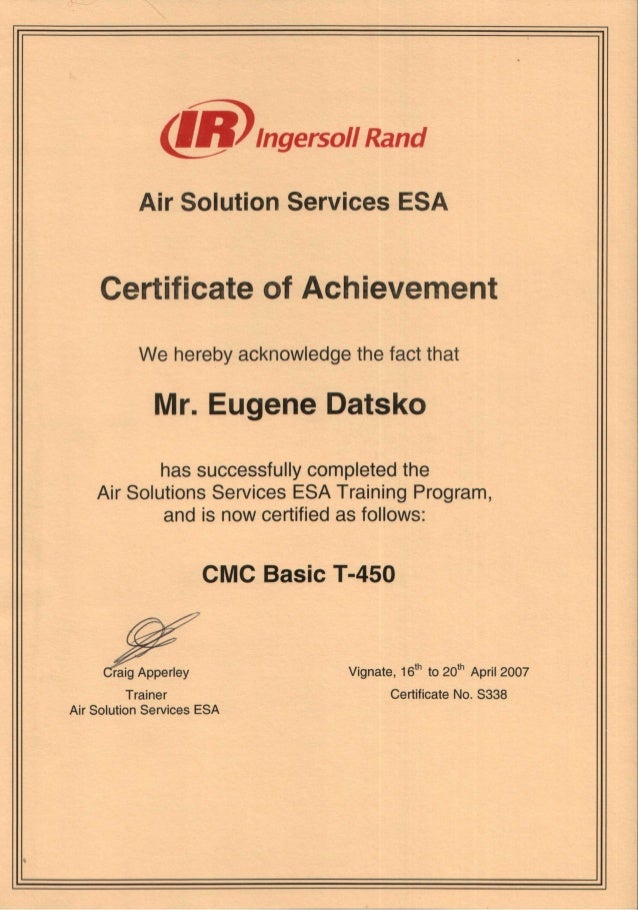 IR Ingersoll Rand
Air Solution Services ESA
Certificate of Achievement
We hereby acknowledge the fact that
Mr. Eugene Datsko
has successfully completed the
Air Solutions Services ESA Training Program,
and is now certified as follows:
CMC Basic T-450
Craig Apperley
Trainer
Air Solution Services ESA
Vignate, 16th to 20th April 2007
Certificate No. S338